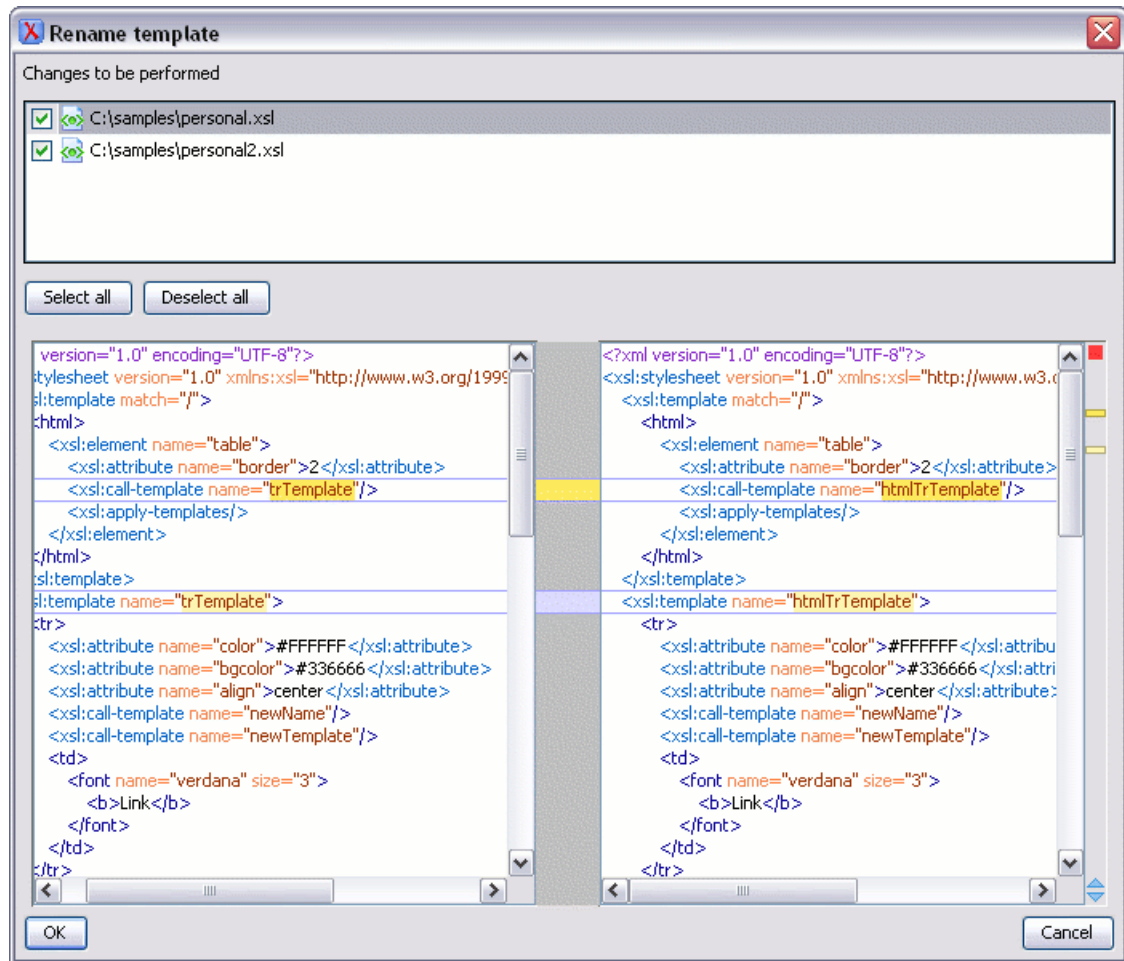 Rename template
Changes to be performed
C:\samples\personal.xsl
C:\samples\personal2.xsl
Select all
Deselect all
version="1.0" encoding="UTF-8"?>
tylesheet version="1.0" xmlns:xsl="http://www.w3.org/1999
sl:template match="/">
<html>
<xsl:element name="table">
<xsl:attribute name="border">2</xsl:attribute>
<xsl:call-template name="trTemplate"/>
<xsl:apply-templates/>
</xsl:element>
</html>
sl:template>
sl:template name="trTemplate">
<tr>
<xsl:attribute name="color">#FFFFFF</xsl:attribute>
<xsl:attribute name="bgcolor">#336666</xsl:attribute>
<xsl:attribute name="align">center</xsl:attribute>
<xsl:call-template name="newName"/>
<xsl:call-template name="newTemplate"/>
<td>
<font name="verdana" size="3">
<b>Link</b>
</font>
</td>
</tr>
<?xml version="1.0" encoding="UTF-8"?>
<xsl:stylesheet version="1.0" xmlns:xsl="http://www.w3.o
<xsl:template match="/">
<html>
<xsl:element name="table">
<xsl:attribute name="border">2</xsl:attribute>
<xsl:call-template name="htmlTrTemplate"/>
<xsl:apply-templates/>
</xsl:element>
</html>
</xsl:template>
<xsl:template name="htmlTrTemplate">
<tr>
<xsl:attribute name="color">#FFFFFF</xsl:attribu
<xsl:attribute name="bgcolor">#336666</xsl:attri
<xsl:attribute name="align">center</xsl:attribute>
<xsl:call-template name="newName"/>
<xsl:call-template name="newTemplate"/>
<td>
<font name="verdana" size="3">
<b>Link</b>
</font>
</td>
</tr>
OK
Cancel